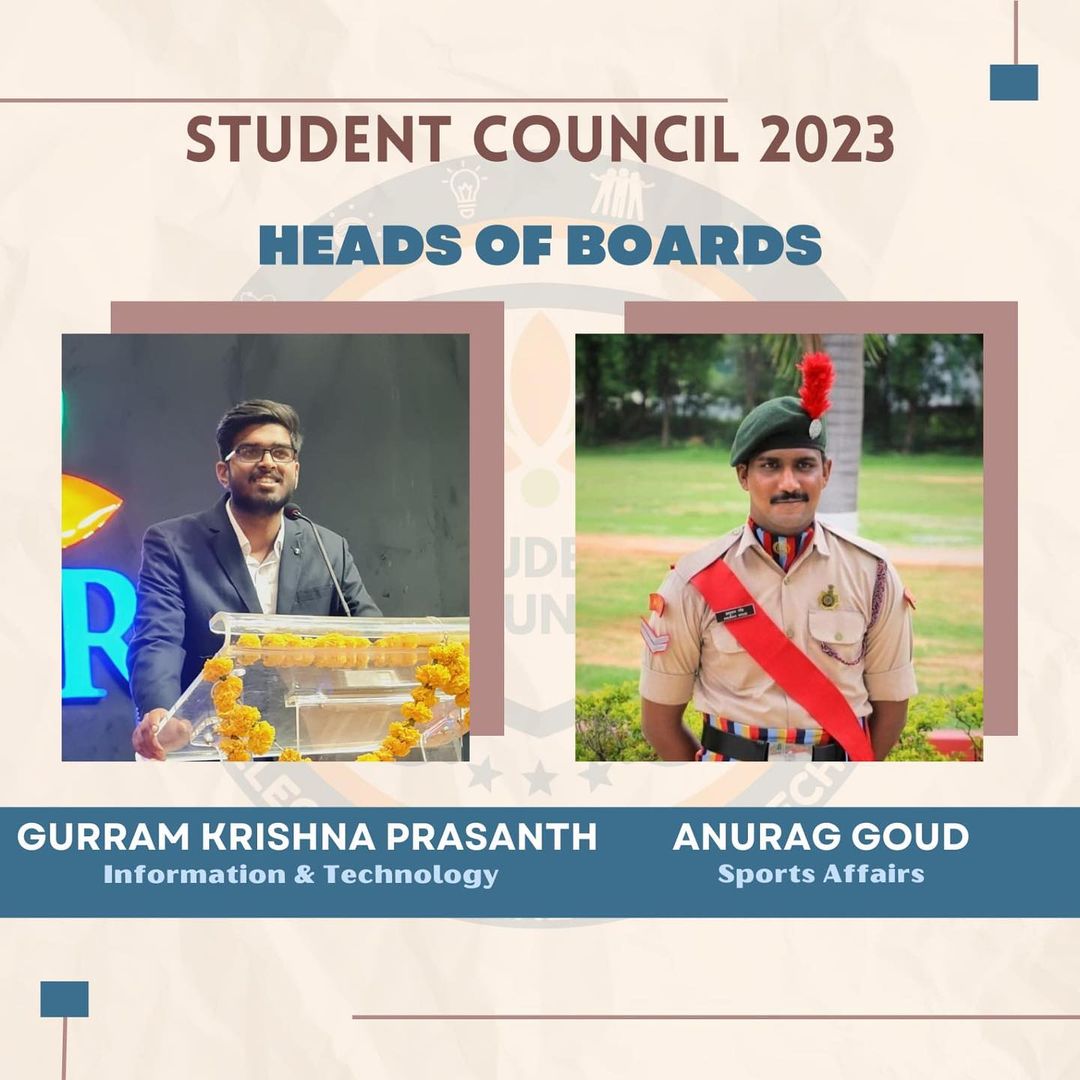 STUDENT COUNCIL 2023
HEADS OF BOARDS
R
GURRAM KRISHNA PRASANTH
Information & Technology
ANURAG GOUD
Sports Affairs